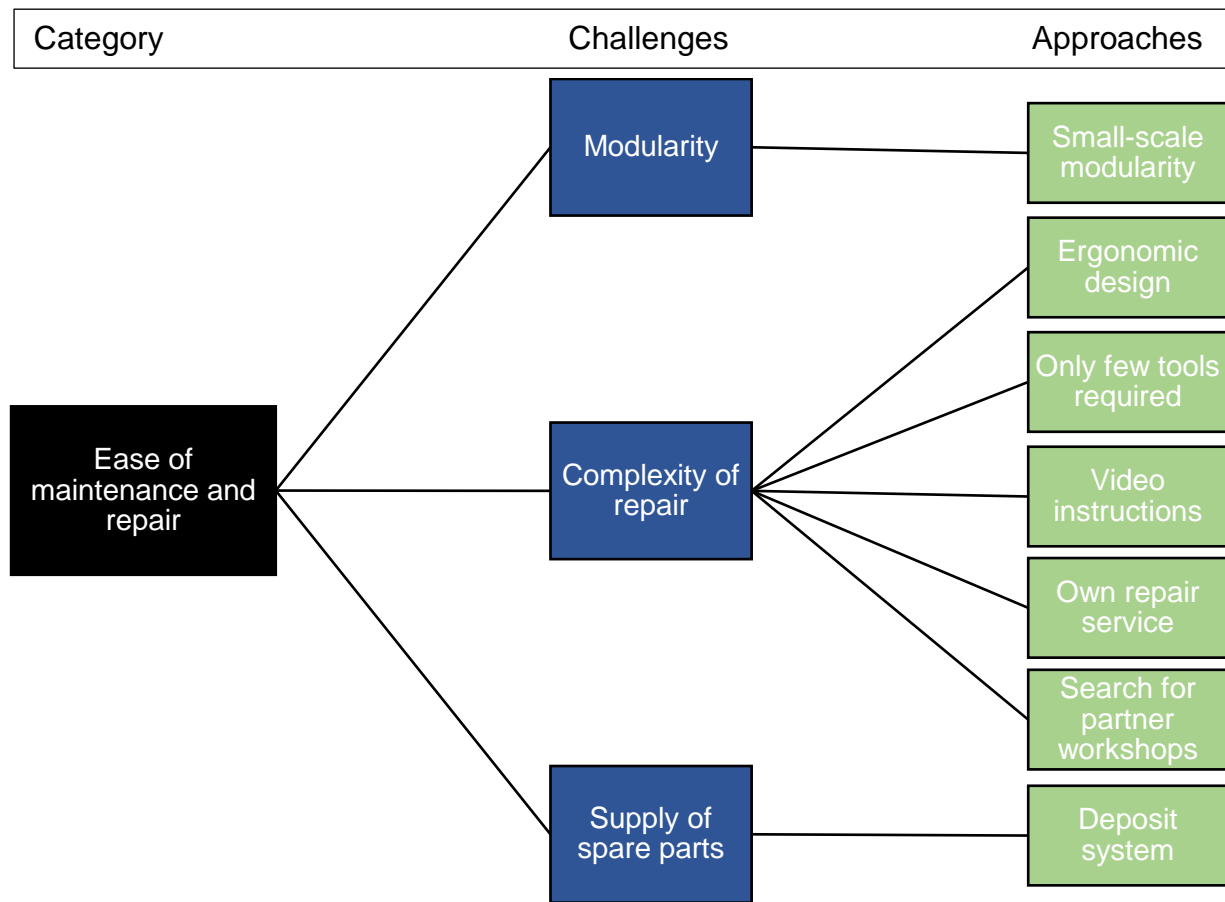 Category Challenges Approaches
Modularity
Small-scale
modularity
Ergonomic
design
Only few tools
required
Ease of
maintenance and
repair
Complexity of
repair
Video
instructions
Own repair
service
Search for
partner
workshops
Supply of
spare parts
Deposit
system